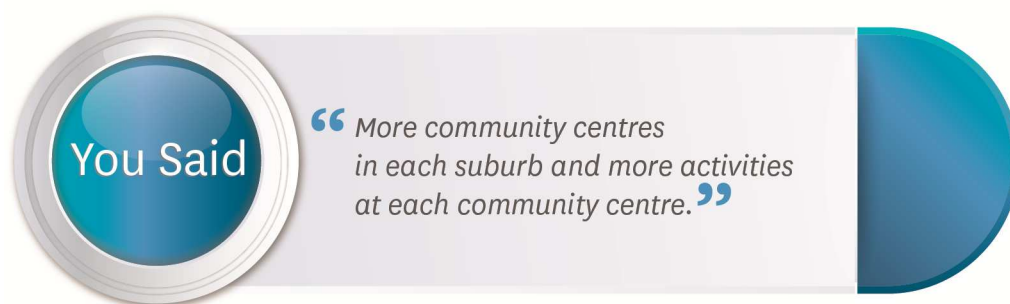 You Said
“ More community centres
in each suburb and more activities
at each community centre.”